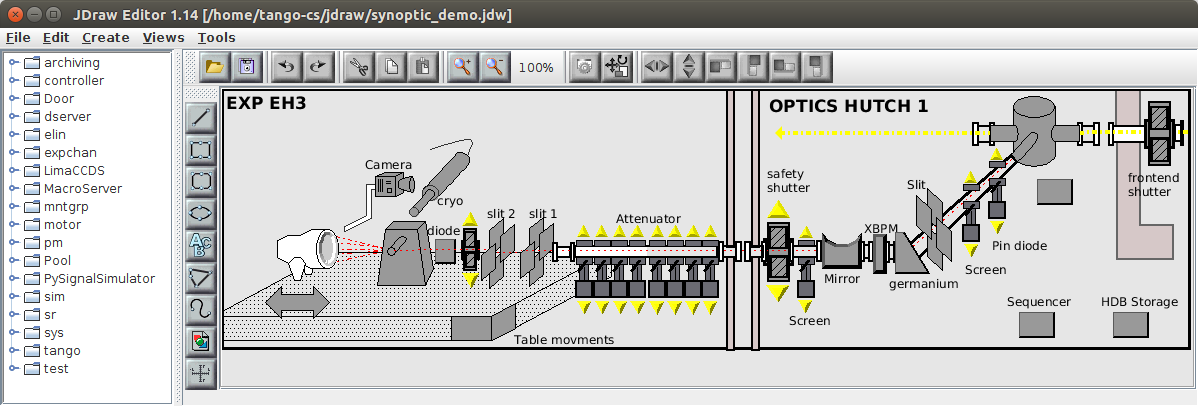 JDraw Editor 1.14 [/home/tango-cs/jdraw/synoptic_demo.jdw]
File Edit Create Views Tools
archiving
controller
Door
dserver
elin
expchan
LimaCCDS
MacroServer
mntgrp
motor
pm
Pool
PySignalSimulator
sim
sr
sys
tango
test
100%
ABC
EXP EH3
Camera
cryo
diode
slit 2
slit 1
Attenuator
Table movments
OPTICS HUTCH 1
safety
shutter
Screen
Mirror
XBPM
germanium
Slit
Screen
Pin diode
frontend
shutter
Sequencer
HDB Storage